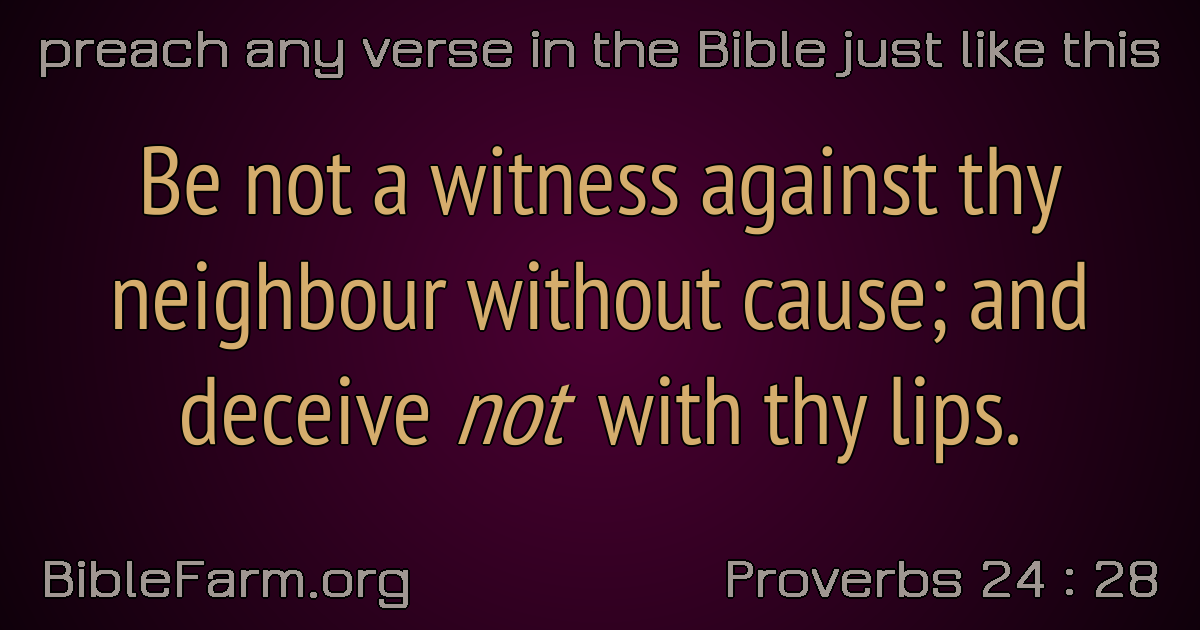 preach any verse in the Bible just like this
Be not a witness against thy
neighbour without cause; and
deceive not with thy lips.
BibleFarm.org
Proverbs 24 : 28